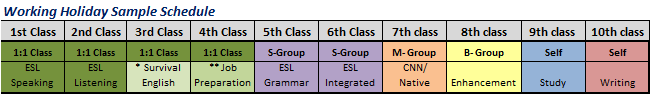 Working Holiday Sample Schedule
1st Class 2nd Class 3rd Class 4th Class 5th Class 6th Class 7th class 8th class 9th class 10th class
1:1 Class 1:1 Class 1:1 Class 1:1 Class S-Group S-Group M- Group B- Group Self Self
ESL ESL * Survival ** Job ESL ESL CNN/
Speaking Listening English Preparation Grammar Integrated Native Enhancement Study Writing